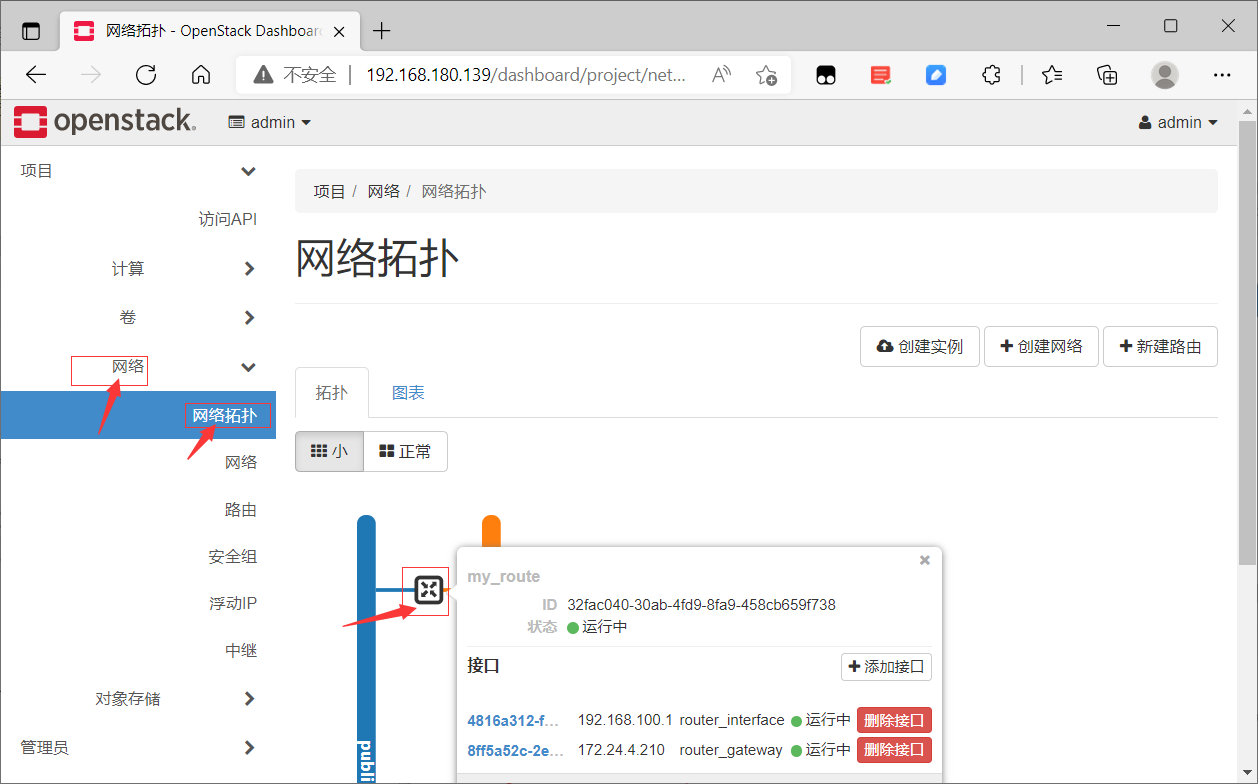 网络拓扑 - OpenStack Dashboar
不安全 | 192.168.180.139/dashboard/project/net...
openstack. admin admin
项目
访问API
计算
卷
网络
网络拓扑
网络
路由
安全组
浮动IP
中继
对象存储
管理员
项目 / 网络 / 网络拓扑
网络拓扑
创建实例 创建网络 新建路由
拓扑 图表
小 正常
my_route
ID 32fac040-30ab-4fd9-8fa9-458cb659f738
状态 运行中
接口 添加接口
4816a312-f... 192.168.100.1 router_interface 运行中 删除接口
8ff5a52c-2e... 172.24.4.210 router_gateway 运行中 删除接口
publi